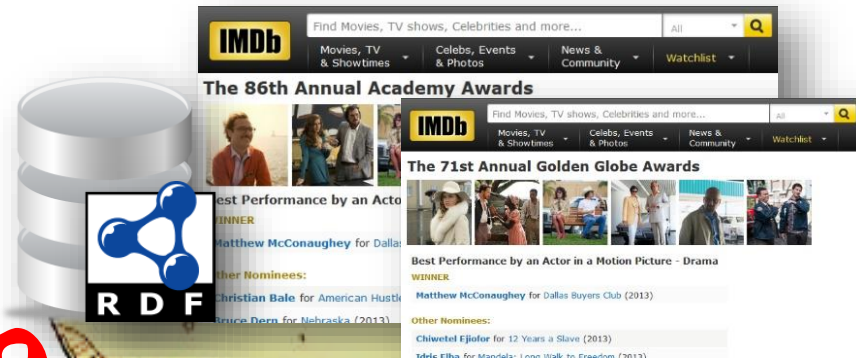 IMDb
Find Movies, TV shows, Celebrities and more...
All
Movies, TV
& Showtimes
Celebs, Events
& Photos
News &
Community
Watchlist
The 86th Annual Academy Awards
est Performance by an Acto
WINNER
Matthew McConaughey for Dallas
ther Nominees:
Christian Bale for American Hustle
Bruce Dern for Nebraska (2013)
RDF
IMDb
Find Movies, TV shows, Celebrities and more...
All
Movies, TV
& Showtimes
Celebs, Events
& Photos
News &
Community
Watchlist
The 71st Annual Golden Globe Awards
Best Performance by an Actor in a Motion Picture - Drama
WINNER
Matthew McConaughey for Dallas Buyers Club (2013)
Other Nominees:
Chiwetel Ejiofor for 12 Years a Slave (2013)
Idris Elba for Mandela: Long Walk to Freedom (2013)